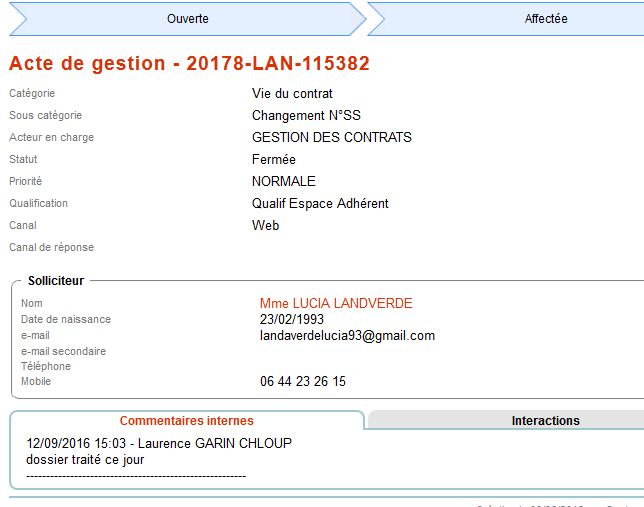 Ouverte Affectée
Acte de gestion - 20178-LAN-115382
Catégorie Vie du contrat
Sous catégorie Changement N°SS
Acteur en charge GESTION DES CONTRATS
Statut Fermée
Priorité NORMALE
Qualification Qualif Espace Adhérent
Canal Web
Canal de réponse
Solliciteur
Nom Mme LUCIA LANDVERDE
Date de naissance 23/02/1993
e-mail landaverdelucia93@gmail.com
e-mail secondaire
Téléphone
Mobile 06 44 23 26 15
Commentaires internes Interactions
12/09/2016 15:03 - Laurence GARIN CHLOUP
dossier traité ce jour
-------------------------------------------------------